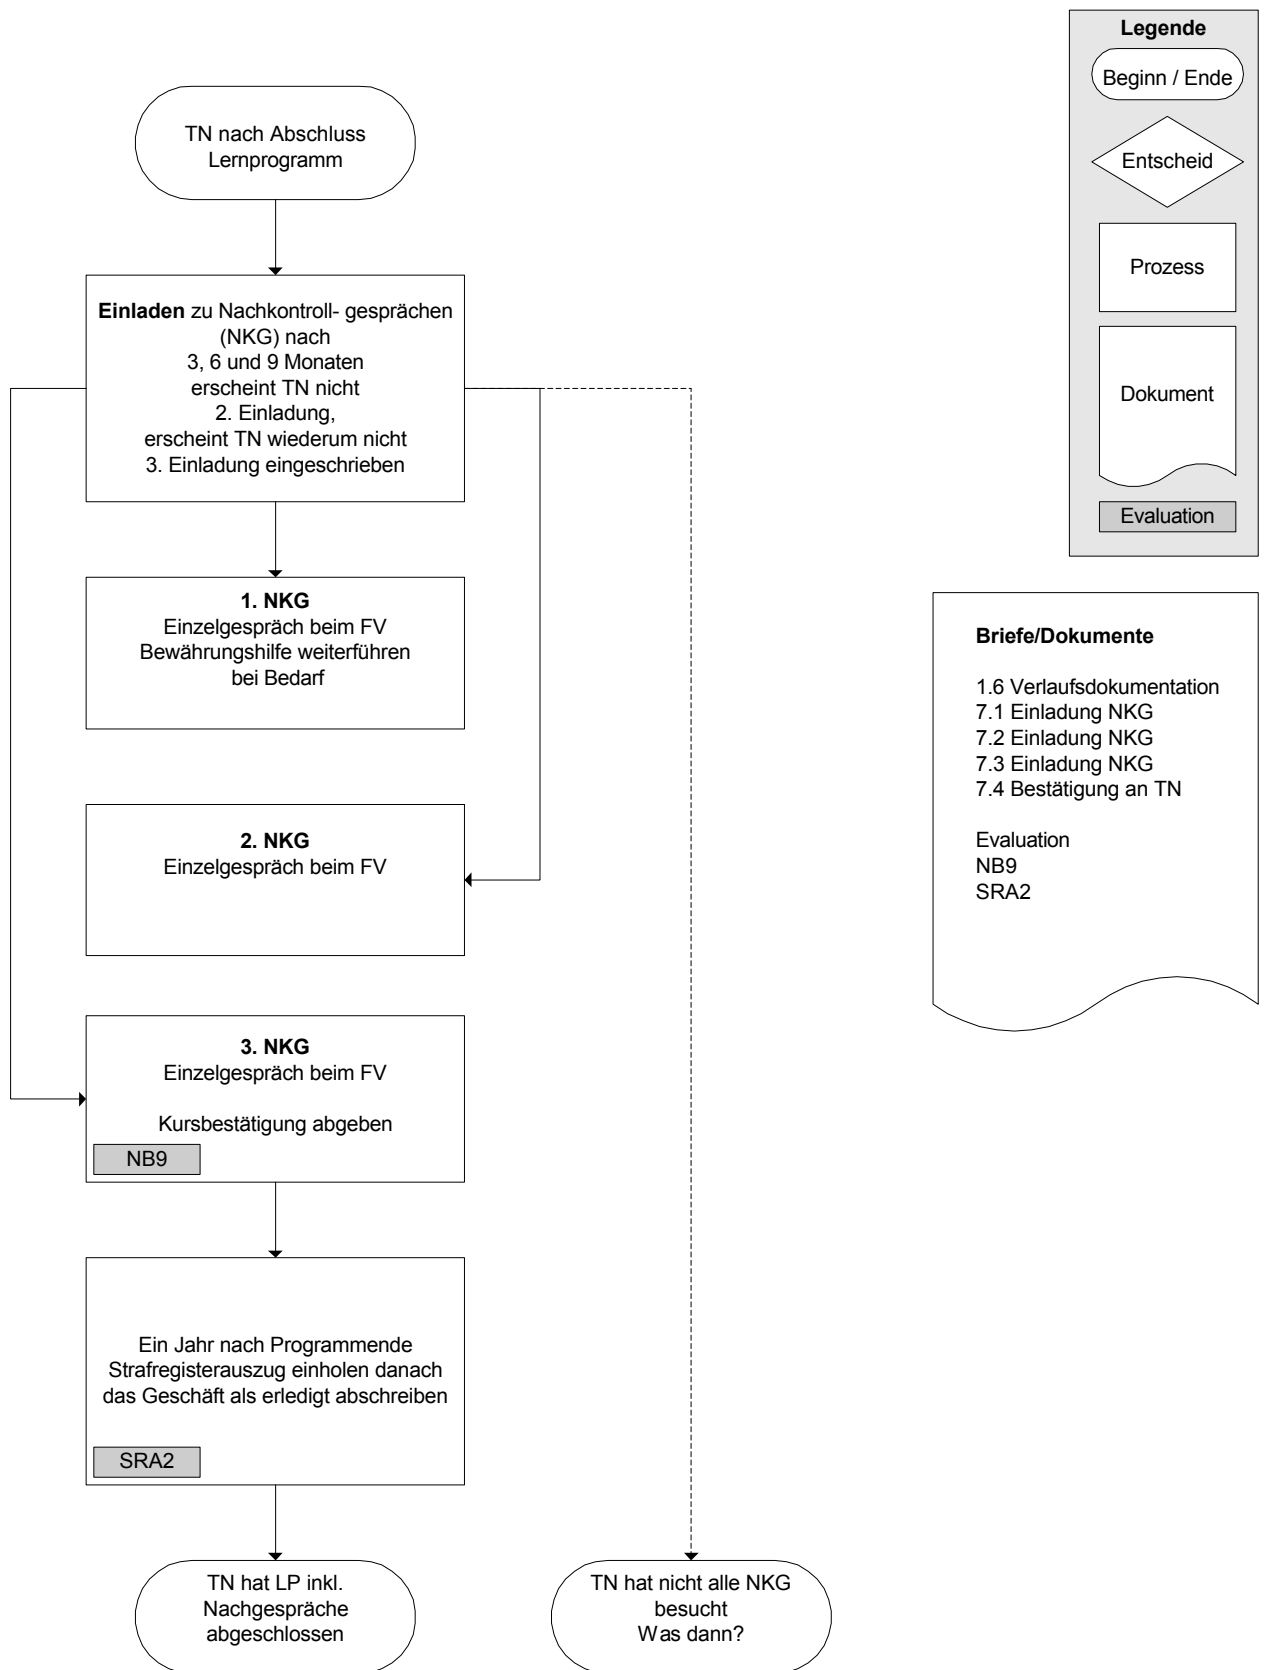 TN nach Abschluss
Lernprogramm
Einladen zu Nachkontroll- gesprächen
(NKG) nach
3, 6 und 9 Monaten
erscheint TN nicht
2. Einladung,
erscheint TN wiederum nicht
3. Einladung eingeschrieben
1. NKG
Einzelgespräch beim FV
Bewährungshilfe weiterführen
bei Bedarf
2. NKG
Einzelgespräch beim FV
3. NKG
Einzelgespräch beim FV
Kursbestätigung abgeben
NB9
Ein Jahr nach Programmende
Strafregisterauszug einholen danach
das Geschäft als erledigt abschreiben
SRA2
TN hat LP inkl.
Nachgespräche
abgeschlossen
TN hat nicht alle NKG
besucht
Was dann?
Legende
Beginn / Ende
Entscheid
Prozess
Dokument
Evaluation
Briefe/Dokumente
1.6 Verlaufsdokumentation
7.1 Einladung NKG
7.2 Einladung NKG
7.3 Einladung NKG
7.4 Bestätigung an TN
Evaluation
NB9
SRA2